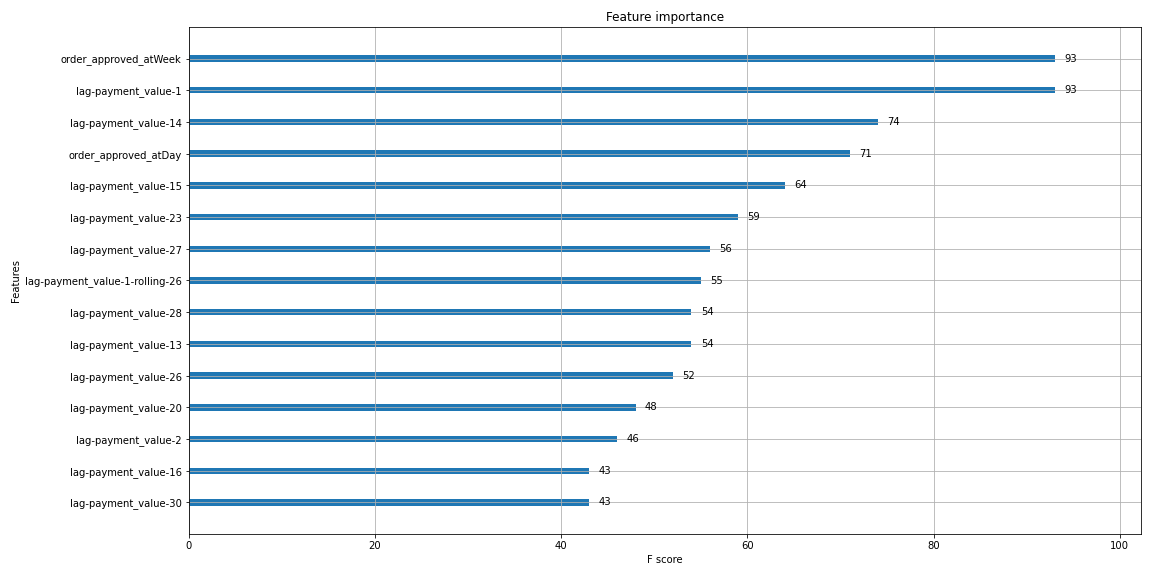 Feature importance
order_approved_atWeek 93
lag-payment_value-1 93
lag-payment_value-14 74
order_approved_atDay 71
lag-payment_value-15 64
lag-payment_value-23 59
lag-payment_value-27 56
lag-payment_value-1-rolling-26 55
lag-payment_value-28 54
lag-payment_value-13 54
lag-payment_value-26 52
lag-payment_value-20 48
lag-payment_value-2 46
lag-payment_value-16 43
lag-payment_value-30 43
Features
0 20 40 60 80 100
F score